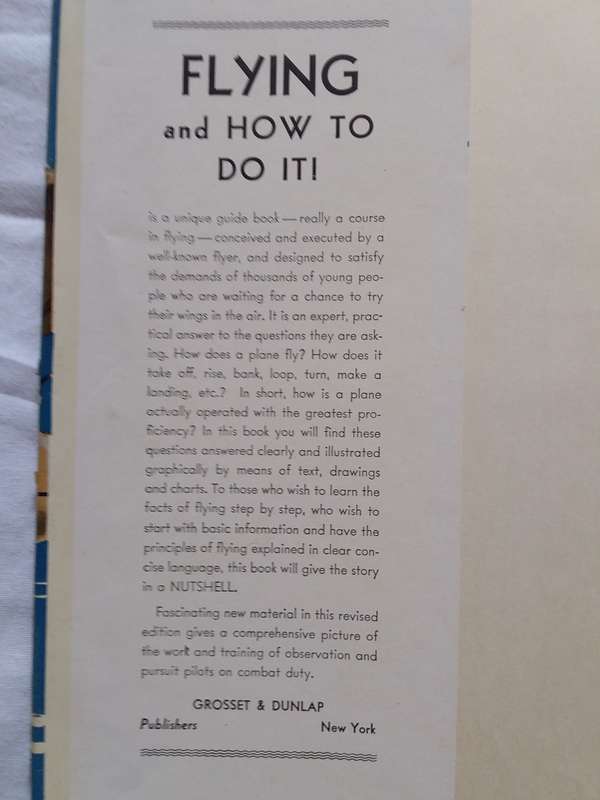 FLYING
and HOW TO
DO IT!
is a unique guide book — really a course
in flying — conceived and executed by a
well-known flyer, and designed to satisfy
the demands of thousands of young peo-
ple who are waiting for a chance to try
their wings in the air. It is an expert, prac-
tical answer to the questions they are ask-
ing. How does a plane fly? How does it
take off, rise, bank, loop, turn, make a
landing, etc.? In short, how is a plane
actually operated with the greatest pro-
ficiency? In this book you will find these
questions answered clearly and illustrated
graphically by means of text, drawings
and charts. To those who wish to learn the
facts of flying step by step, who wish to
start with basic information and have the
principles of flying explained in clear con-
cise language, this book will give the story
in a NUTSHELL.
Fascinating new material in this revised
edition gives a comprehensive picture of
the work and training of observation and
pursuit pilots on combat duty.
GROSSET & DUNLAP
Publishers New York